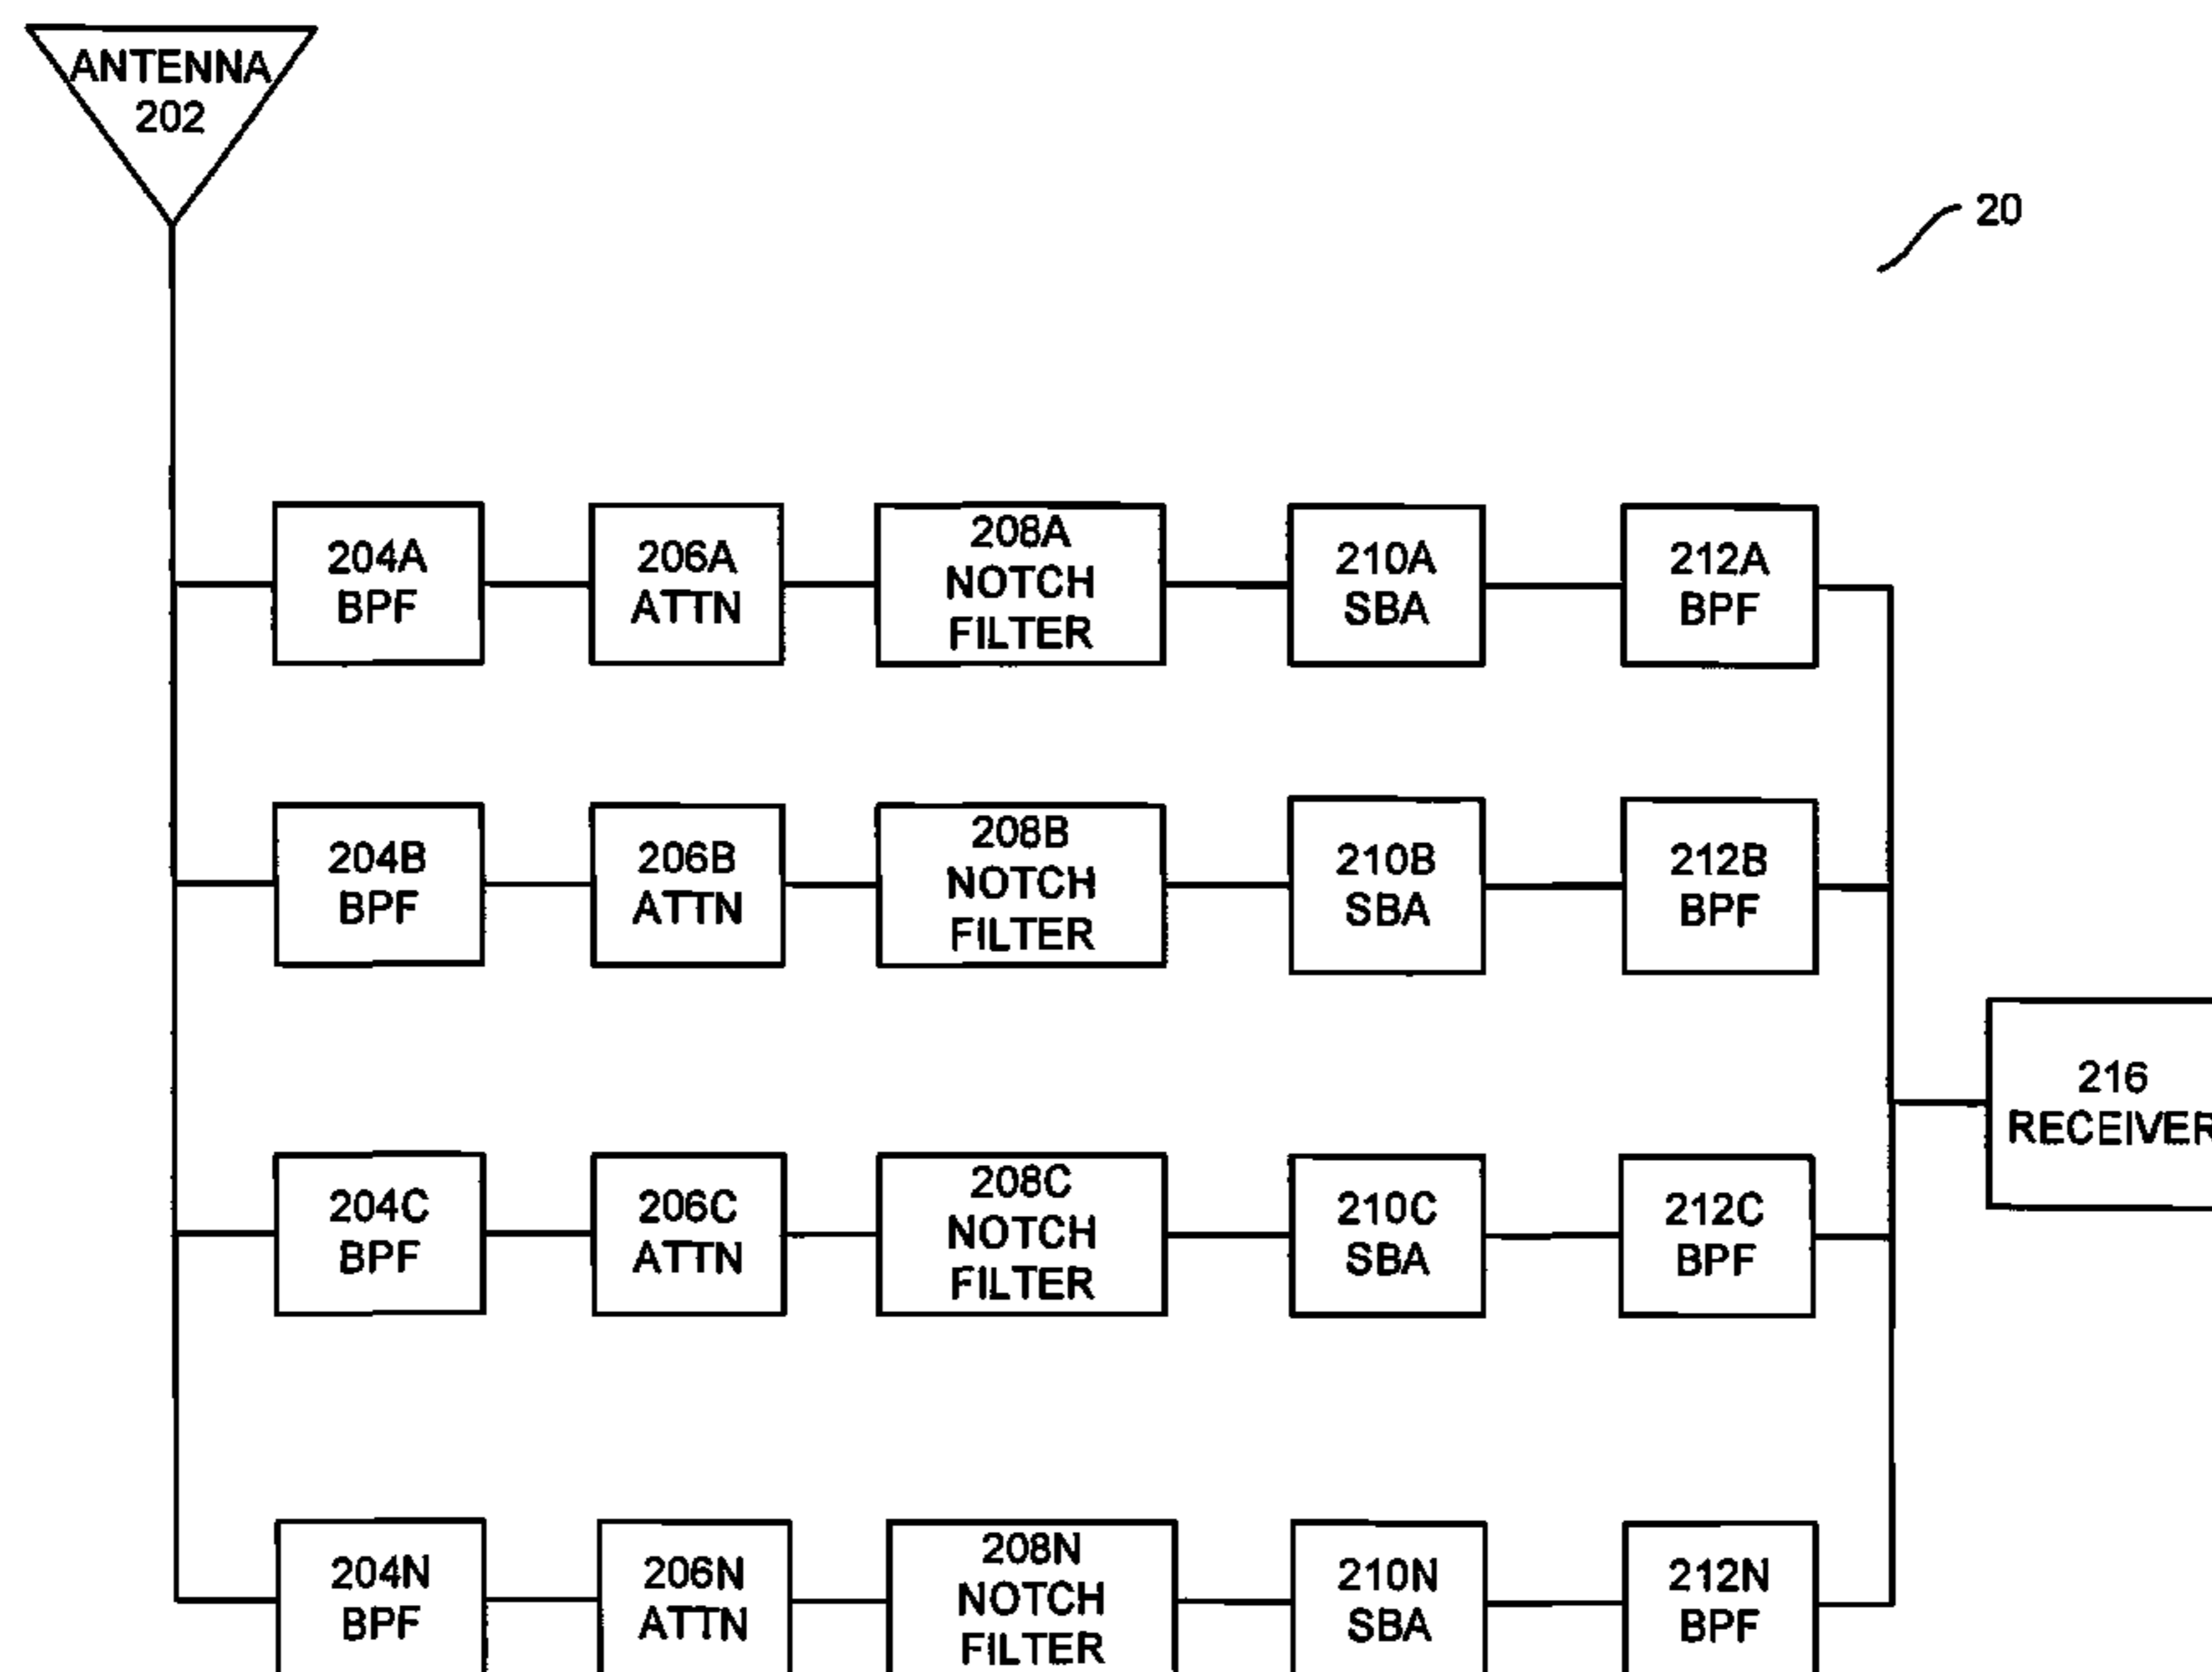 ANTENNA
202
20
204A
BPF
206A
ATTN
208A
NOTCH
FILTER
210A
SBA
212A
BPF
204B
BPF
206B
ATTN
208B
NOTCH
FILTER
210B
SBA
212B
BPF
216
RECEIVER
204C
BPF
206C
ATTN
208C
NOTCH
FILTER
210C
SBA
212C
BPF
204N
BPF
206N
ATTN
208N
NOTCH
FILTER
210N
SBA
212N
BPF